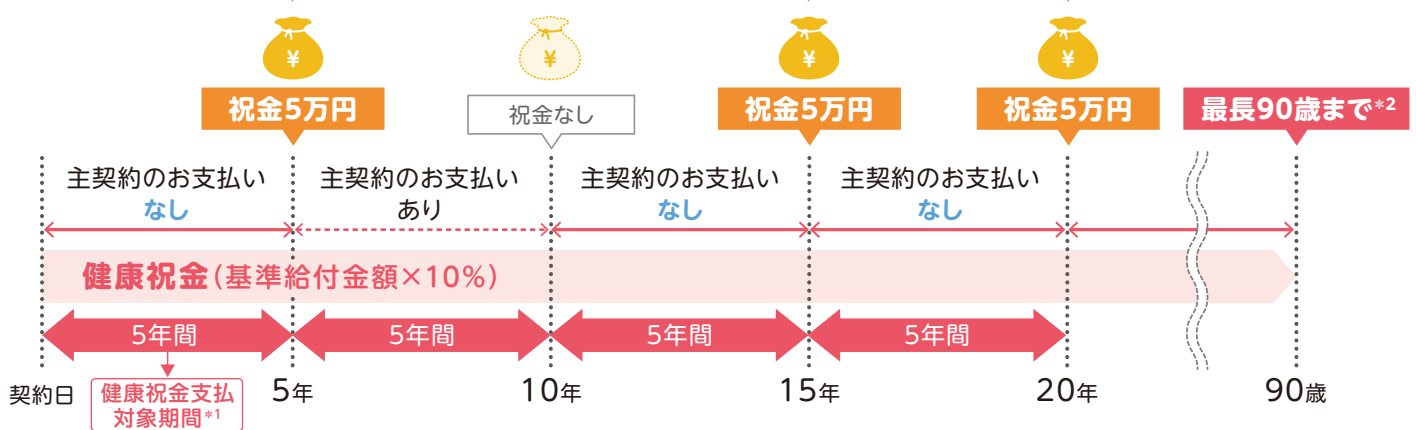 ¥ ¥ ¥ ¥
祝金5万円 祝金なし 祝金5万円 祝金5万円 最長90歳まで*2
主契約のお支払い 主契約のお支払い 主契約のお支払い 主契約のお支払い
なし あり なし なし
健康祝金(基準給付金額×10%)
5年間 5年間 5年間 5年間
契約日 健康祝金支払 5年 10年 15年 20年 90歳
対象期間*1